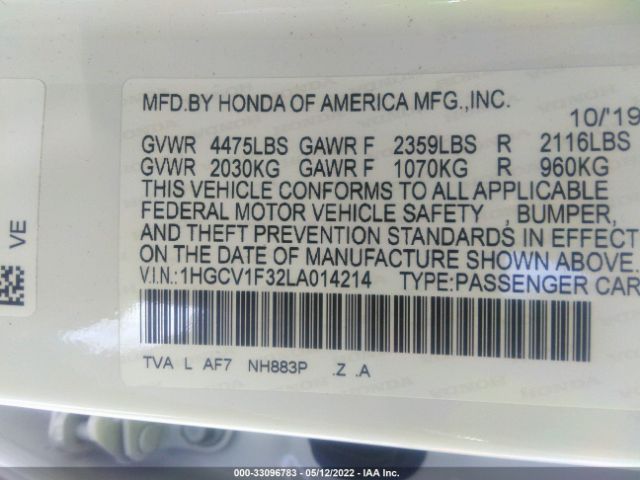 MFD.BY HONDA OF AMERICA MFG.,INC.
10/'19
GVWR 4475LBS GAWR F 2359LBS R 2116LBS
GVWR 2030KG GAWR F 1070KG R 960KG
THIS VEHICLE CONFORMS TO ALL APPLICABLE
FEDERAL MOTOR VEHICLE SAFETY , BUMPER,
AND THEFT PREVENTION STANDARDS IN EFFECT
ON THE DATE OF MANUFACTURE SHOWN ABOVE.
V.I.N.:1HGCV1F32LA014214 TYPE:PASSENGER CAR
TVA L AF7 NH883P .Z .A
VE
000-33096783 - 05/12/2022 - IAA Inc.